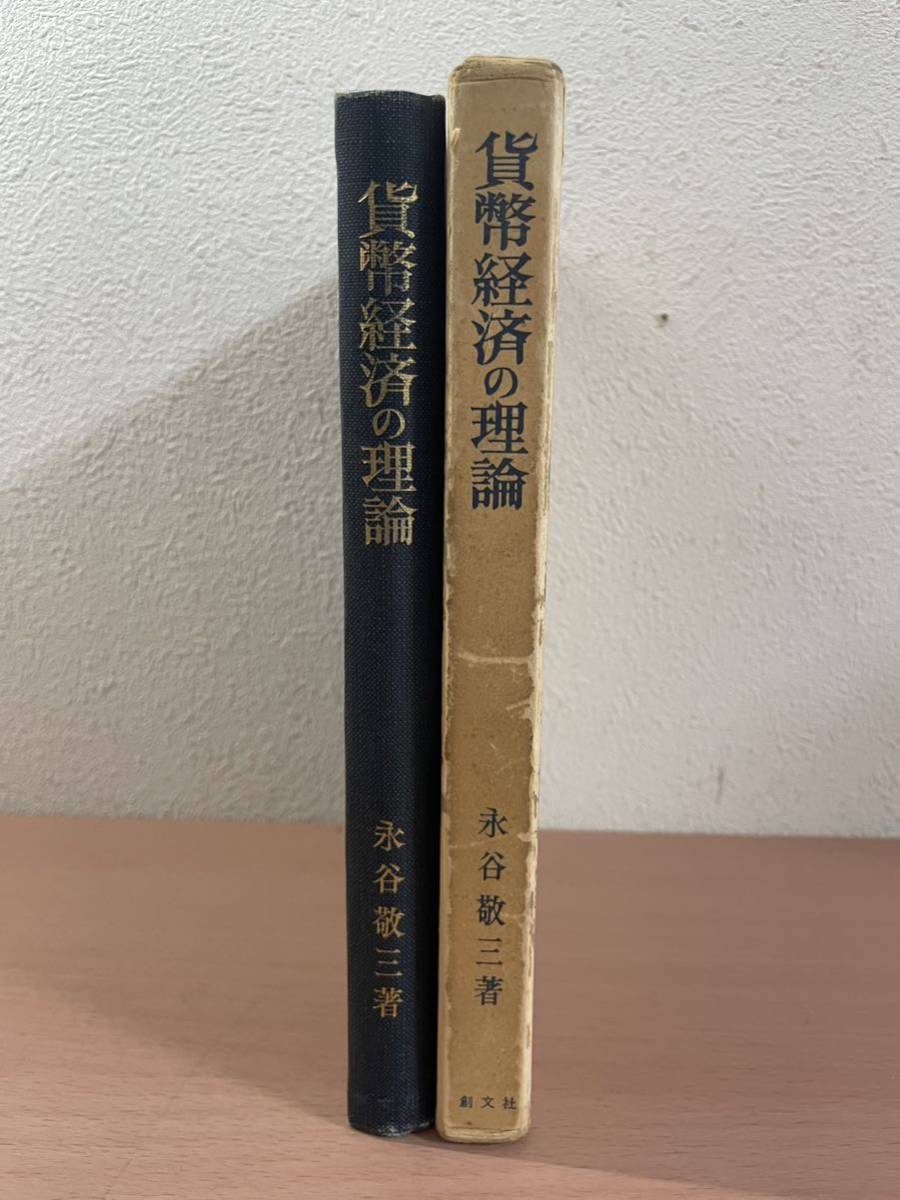 貨幣経済の理論
永谷敬三著
貨幣経済の理論
永谷敬三著
創文社